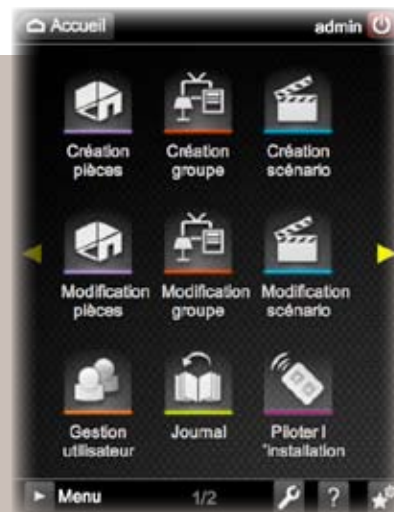 Accueil
admin
Création
pièces
Création
groupe
Création
scénario
Modification
pièces
Modification
groupe
Modification
scénario
Gestion
utilisateur
Journal
Piloter l
'installation
Menu
1/2
?